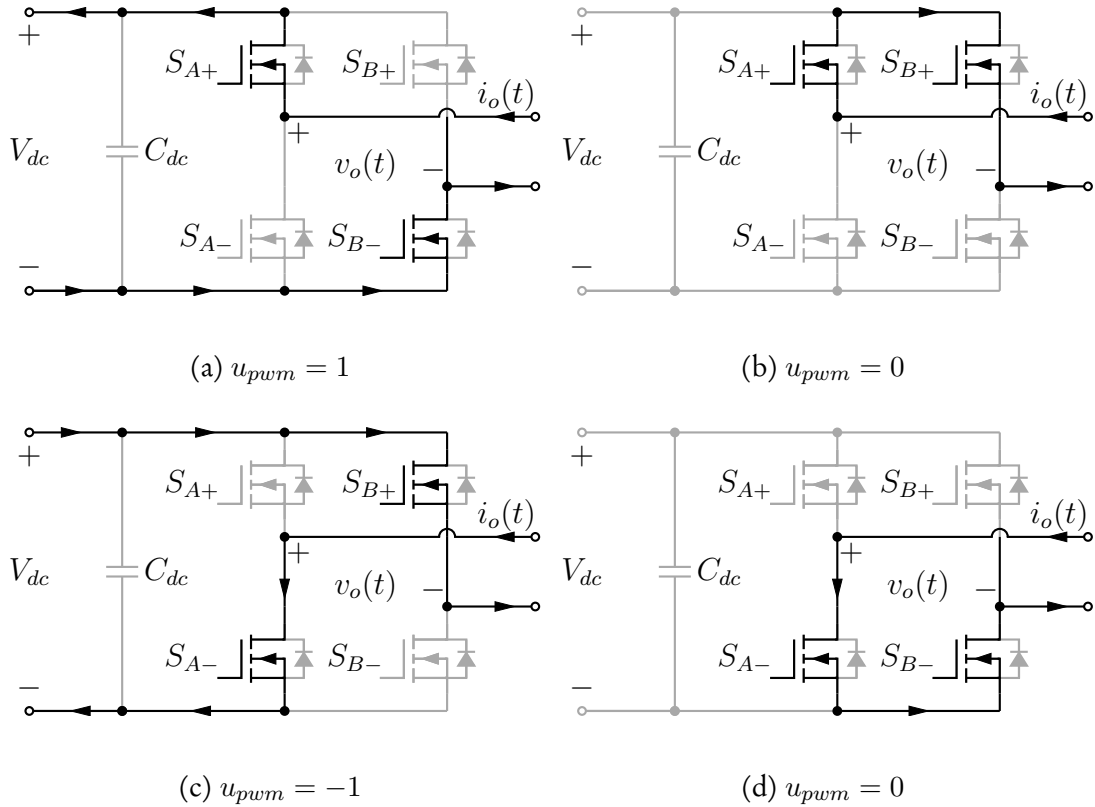 +
S_{A+}
S_{B+}
i_o(t)
+
V_{dc}
C_{dc}
v_o(t)
−
S_{A−}
S_{B−}
−
(a) u_{pwm} = 1
+
S_{A+}
S_{B+}
i_o(t)
+
V_{dc}
C_{dc}
v_o(t)
−
S_{A−}
S_{B−}
−
(b) u_{pwm} = 0
+
S_{A+}
S_{B+}
i_o(t)
+
V_{dc}
C_{dc}
v_o(t)
−
S_{A−}
S_{B−}
−
(c) u_{pwm} = −1
+
S_{A+}
S_{B+}
i_o(t)
+
V_{dc}
C_{dc}
v_o(t)
−
S_{A−}
S_{B−}
−
(d) u_{pwm} = 0